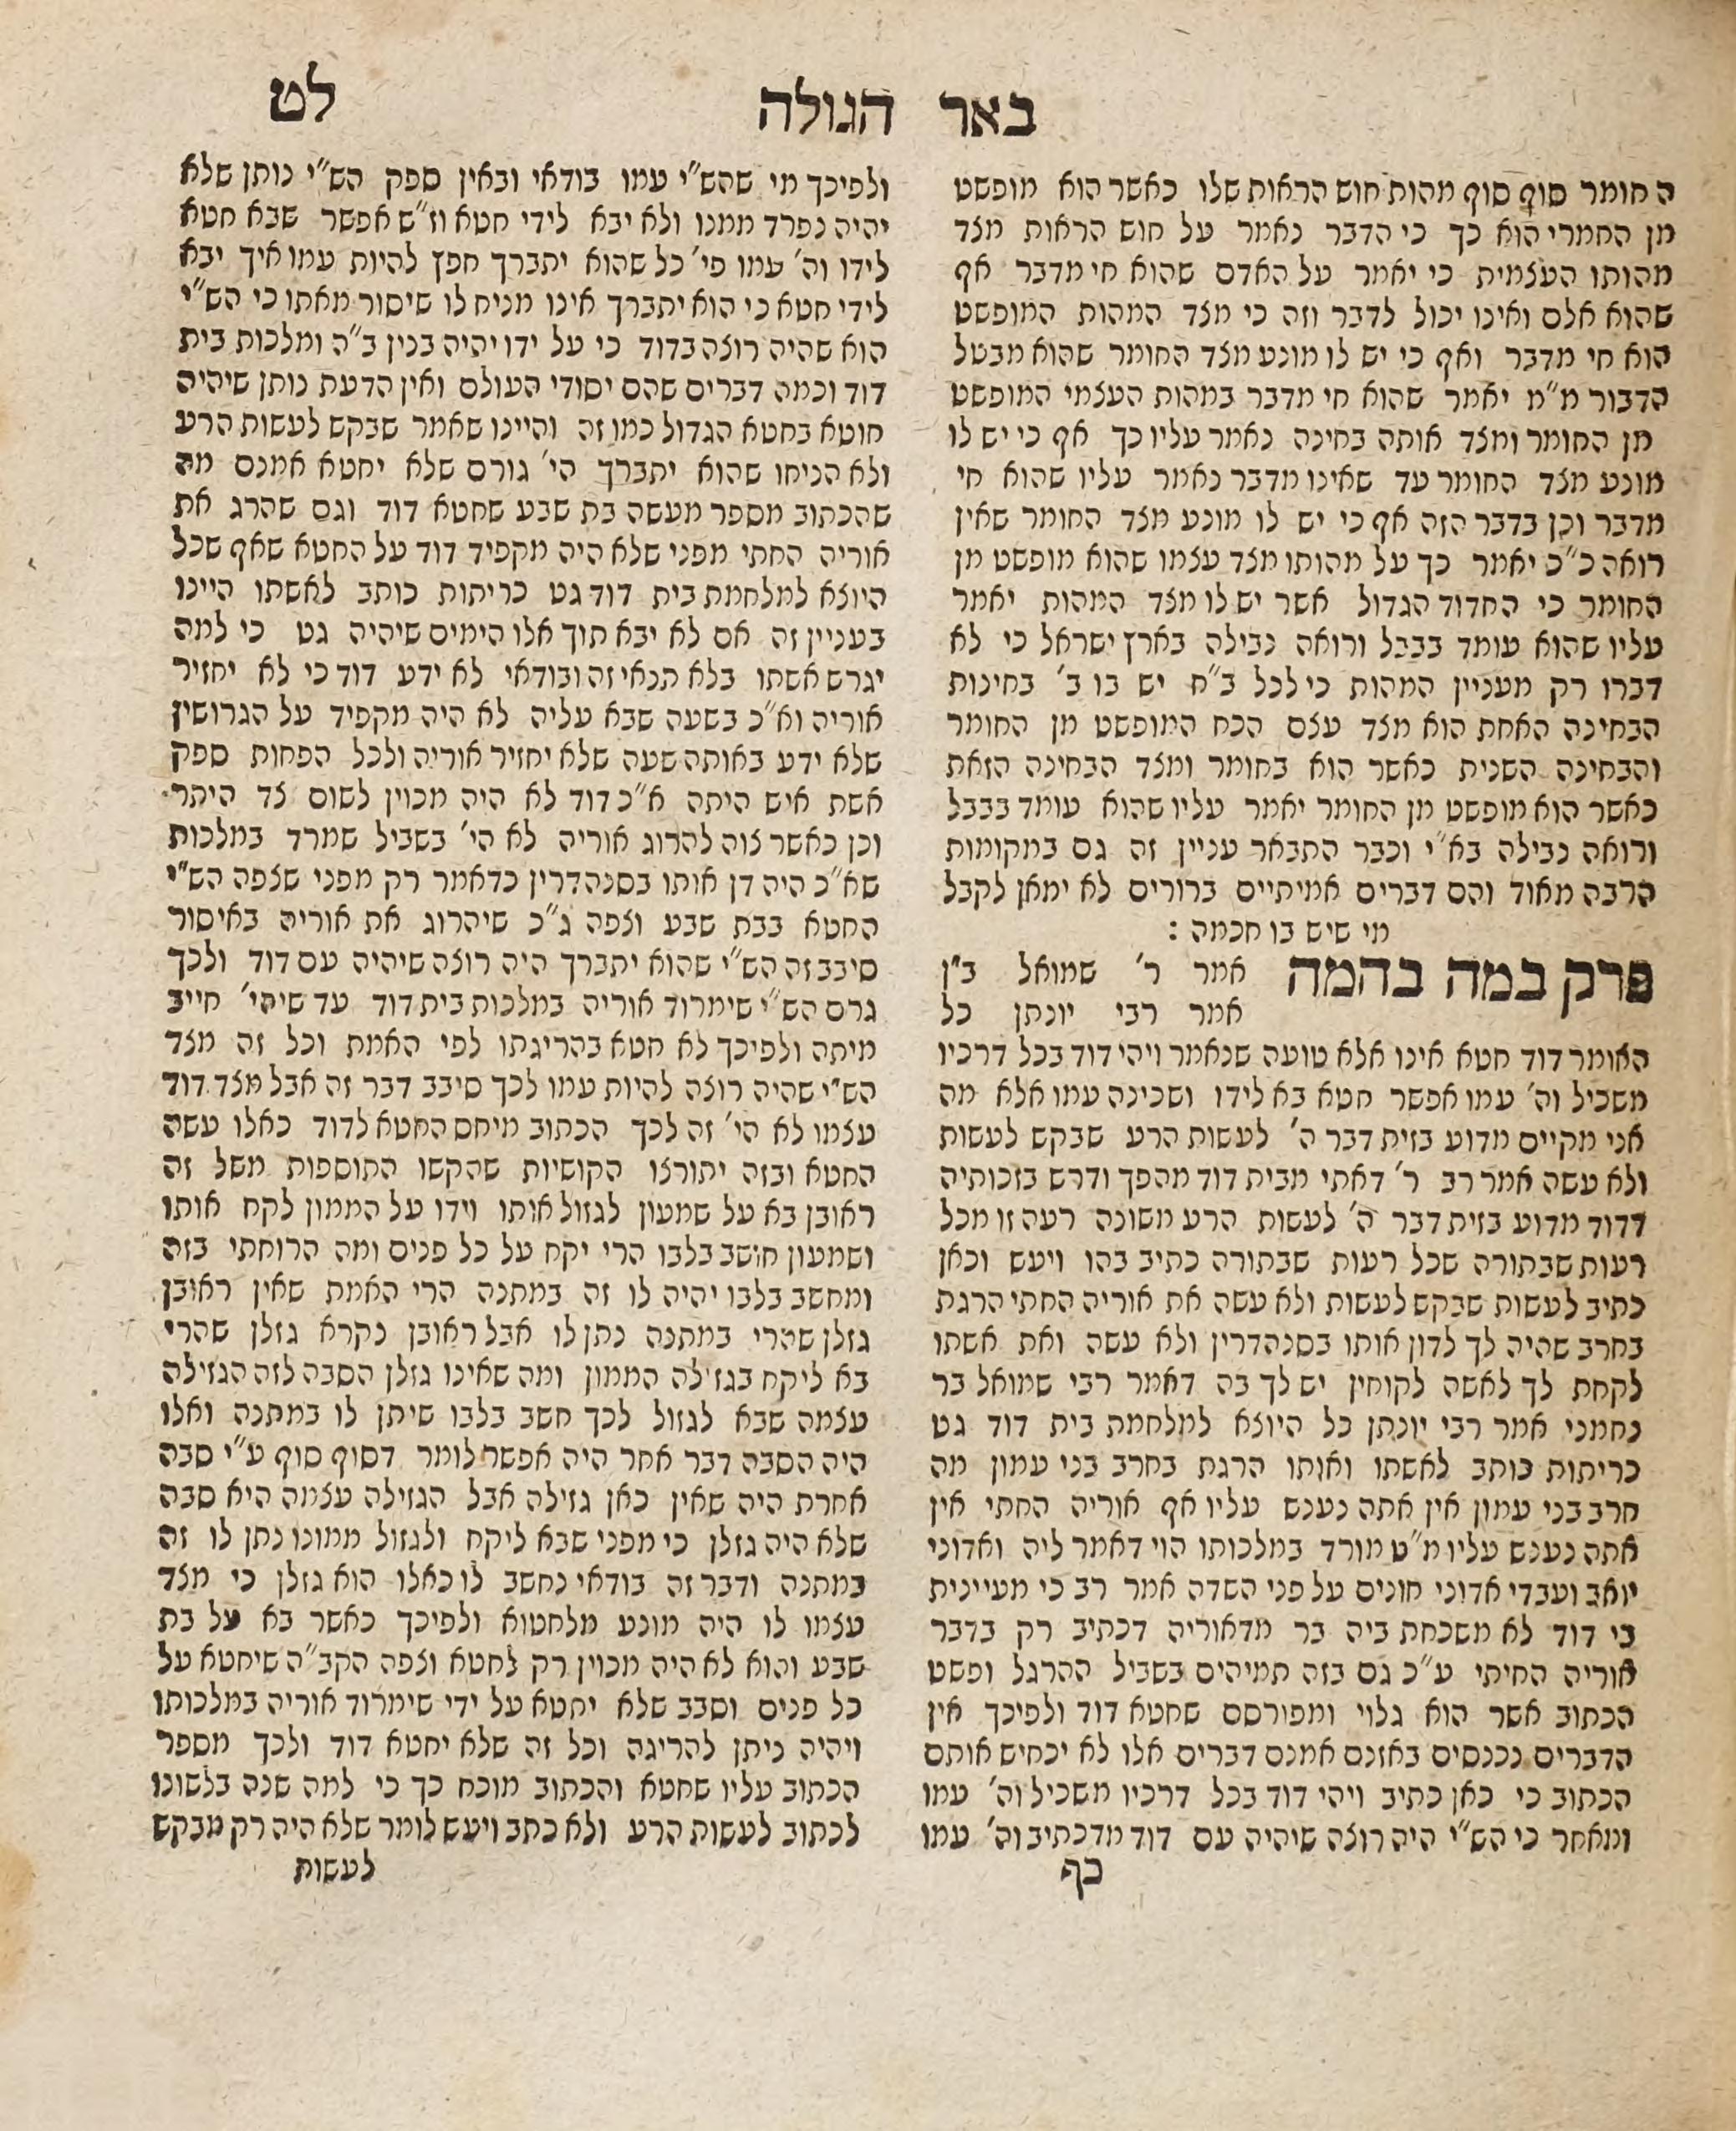 באר הגולה לט
החומר סוף סוף מהות חוש הראות שלו כאשר הוא מופשט
מן החמרי הוא כך כי הדבר נאמר על חוש הראות מצד
מהותו העצמית כי יאמר על האדם שהוא חי מדבר אף
שהוא אלם ואינו יכול לדבר וזה כי מצד המהות המופשט
הוא חי מדבר ואף כי יש לו מונע מצד החומר שהוא מבטל
הדבור מ״מ יאמר שהוא חי מדבר במהות העצמי המופשט
מן החומר ומצד אותה בחינה נאמר עליו כך אף כי יש לו
מונע מצד החומר עד שאינו מדבר נאמר עליו שהוא חי
מדבר וכן בדבר הזה אף כי יש לו מונע מצד החומר שאין
רואה כ״כ יאמר כך על מהותו מצד עצמו שהוא מופשט מן
החומר כי החדוד הגדול אשר יש לו מצד המהות יאמר
עליו שהוא עומד בבבל ורואה נבילה בארץ ישראל כי לא
דברו רק מעניין המהות כי לכל ב״ח יש בו ב׳ בחינות
הבחינה האחת הוא מצד עצם הכח המופשט מן החומר
והבחינה השנית כאשר הוא בחומר ומצד הבחינה הזאת
כאשר הוא מופשט מן החומר יאמר עליו שהוא עומד בבבל
ורואה נבילה בא״י וכבר התבאר עניין זה גם במקומות
הרבה מאוד והם דברים אמיתיים ברורים לא ימאן לקבל
מי שיש בו חכמה :
פרק במה בהמה אמר ר׳ שמואל ב״ן
אמר רבי יונתן כל
האומר דוד חטא אינו אלא טועה שנאמר ויהי דוד בכל דרכיו
משכיל וה׳ עמו אפשר חטא בא לידו ושכינה עמו אלא מה
אני מקיים מדוע בזית דבר ה׳ לעשות הרע שבקש לעשות
ולא עשה אמר רב ר׳ דאתי מבית דוד מהפך ודרש בזכותיה
דדוד מדוע בזית דבר ה׳ לעשות הרע משונה רעה זו מכל
רעות שבתורה שכל רעות שבתורה כתיב בהו ויעש וכאן
כתיב לעשות שבקש לעשות ולא עשה את אוריה החתי הרגת
בחרב שהיה לך לדון אותו בסנהדרין ולא עשה ואת אשתו
לקחת לך לאשה לקוחין יש לך בה דאמר רבי שמואל בר
נחמני אמר רבי יונתן כל היוצא למלחמת בית דוד גט
כריתות כותב לאשתו ואותו הרגת בחרב בני עמון מה
חרב בני עמון אין אתה נענש עליו אף אוריה החתי אין
אתה נענש עליו מ״ט מורד במלכותו הוי דאמר ליה ואדוני
יואב ועבדי אדוני חונים על פני השדה אמר רב כי מעיינית
בי דוד לא משכחת ביה בר מדאוריה דכתיב רק בדבר
אוריה החיתי ע״כ גם בזה תמיהים בשביל ההרגל ופשט
הכתוב אשר הוא גלוי ומפורסם שחטא דוד ולפיכך אין
הדברים נכנסים באזנם אמנם דברים אלו לא יכחיש אותם
הכתוב כי כאן כתיב ויהי דוד בכל דרכיו משכיל וה׳ עמו
ומאחר כי הש״י היה רוצה שיהיה עם דוד מדכתיב וה׳ עמו
כף
ולפיכך מי שהש״י עמו בודאי ובאין ספק הש״י נותן שלא
יהיה נפרד ממנו ולא יבא לידי חטא וז״ש אפשר שבא חטא
לידו וה׳ עמו פי׳ כל שהוא יתברך חפץ להיות עמו איך יבא
לידי חטא כי הוא יתברך אינו מניח לו שיסור מאתו כי הש״י
הוא שהיה רוצה בדוד כי על ידו יהיה בנין ב״ה ומלכות בית
דוד וכמה דברים שהם יסודי העולם ואין הדעת נותן שיהיה
חוטא בחטא הגדול כמו זה והיינו שאמר שבקש לעשות הרע
ולא הניחו שהוא יתברך הי׳ גורם שלא יחטא אמנם מה
שהכתוב מספר מעשה בת שבע שחטא דוד וגם שהרג את
אוריה החתי מפני שלא היה מקפיד דוד על החטא שאף שכל
היוצא למלחמת בית דוד גט כריתות כותב לאשתו היינו
בעניין זה אם לא יבא תוך אלו הימים שיהיה גט כי למה
יגרש אשתו בלא תנאי זה ובודאי לא ידע דוד כי לא יחזיר
אוריה וא״כ בשעה שבא עליה לא היה מקפיד על הגרושין
שלא ידע באותה שעה שלא יחזיר אוריה ולכל הפחות ספק
אשת איש היתה א״כ דוד לא היה מכוין לשום צד היתר
וכן כאשר צוה להרוג אוריה לא הי׳ בשביל שמרד במלכות
שא״כ היה דן אותו בסנהדרין כדאמר רק מפני שצפה הש״י
החטא בבת שבע וצפה ג״כ שיהרוג את אוריה באיסור
סיבב זה הש״י שהוא יתברך היה רוצה שיהיה עם דוד ולכך
גרם הש״י שימרוד אוריה במלכות בית דוד עד שיהי׳ חייב
מיתה ולפיכך לא חטא בהריגתו לפי האמת וכל זה מצד
הש״י שהיה רוצה להיות עמו לכך סיבב דבר זה אבל מצד דוד
עצמו לא הי׳ זה לכך הכתוב מיחס החטא לדוד כאלו עשה
החטא ובזה יתורצו הקושיות שהקשו התוספות משל זה
ראובן בא על שמעון לגזול אותו וידו על הממון לקח אותו
ושמעון חושב בלבו הרי יקח על כל פנים ומה הרוחתי בזה
ומחשב בלבו יהיה לו זה במתנה הרי האמת שאין ראובן
גזלן שהרי במתנה נתן לו אבל ראובן נקרא גזלן שהרי
בא ליקח בגזילה הממון ומה שאינו גזלן הסבה לזה הגזילה
עצמה שבא לגזול לכך חשב בלבו שיתן לו במתנה ואלו
היה הסבה דבר אחר היה אפשר לומר דסוף סוף ע״י סבה
אחרת היה שאין כאן גזילה אבל הגזילה עצמה היא סבה
שלא היה גזלן כי מפני שבא ליקח ולגזול ממונו נתן לו זה
במתנה ודבר זה בודאי נחשב לו כאלו הוא גזלן כי מצד
עצמו לו היה מונע מלחטוא ולפיכך כאשר בא על בת
שבע והוא לא היה מכוין רק לחטא וצפה הקב״ה שיחטא על
כל פנים וסבב שלא יחטא על ידי שימרוד אוריה במלכותו
ויהיה ניתן להריגה וכל זה שלא יחטא דוד ולכך מספר
הכתוב עליו שחטא והכתוב מוכח כך כי למה שנה בלשונו
לכתוב לעשות הרע ולא כתב ויעש לומר שלא היה רק מבקש
לעשות